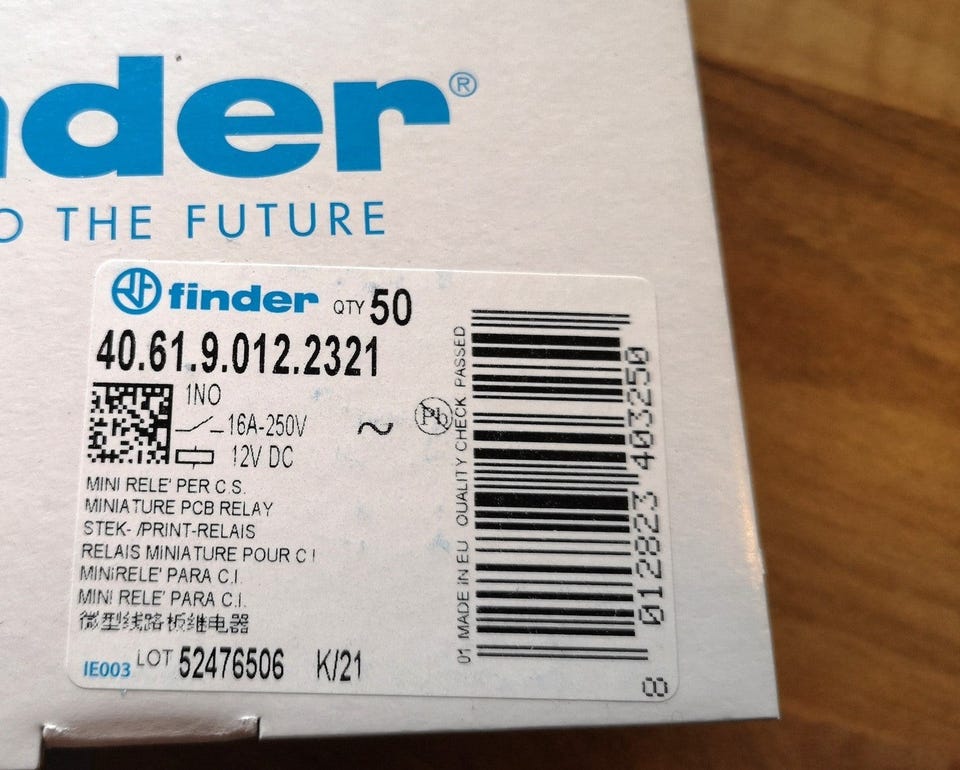 nder®
O THE FUTURE
finder QTY 50
40.61.9.012.2321
1NO
16A-250V ~
12V DC
Pb
MINI RELE' PER C.S.
MINIATURE PCB RELAY
STEK- /PRINT-RELAIS
RELAIS MINIATURE POUR C I
MINIRELE' PARA C.I.
MINI RELE' PARA C.I.
微型线路板继电器
IE003 LOT 52476506 K/21
01 MADE IN EU QUALITY CHECK PASSED
8 012823 403250